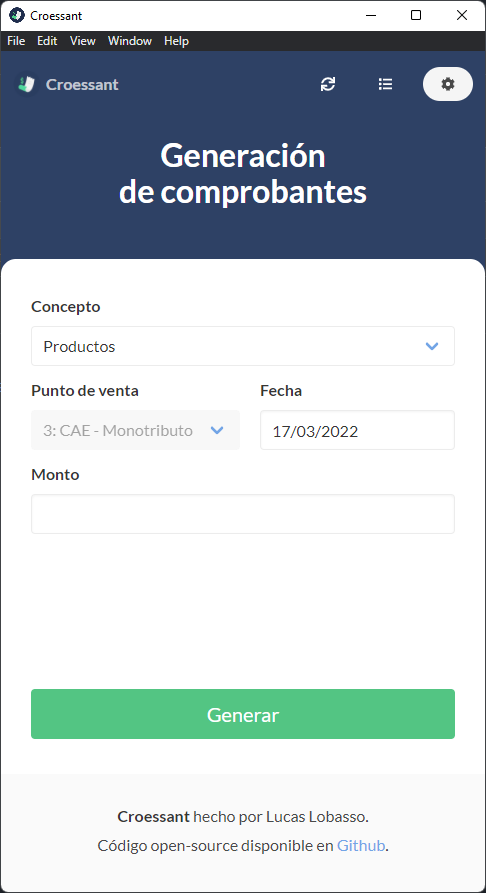 Croessant
File Edit View Window Help
Croessant
Generación
de comprobantes
Concepto
Productos
Punto de venta Fecha
3: CAE - Monotributo 17/03/2022
Monto
Generar
Croessant hecho por Lucas Lobasso.
Código open-source disponible en Github.